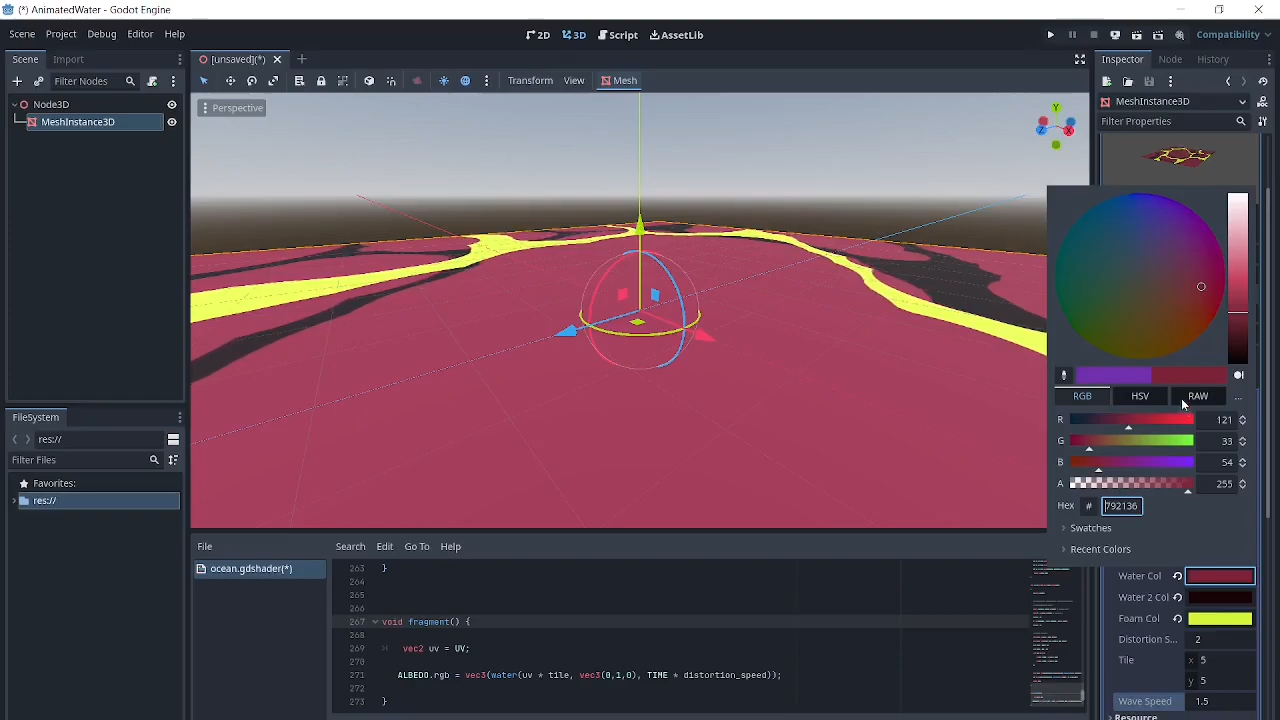 (*) AnimatedWater - Godot Engine
Scene Project Debug Editor Help
2D 3D Script AssetLib
Compatibility
Scene Import
[unsaved](*)
Inspector Node History
Filter Nodes
Transform View Mesh
Node3D
MeshInstance3D
Perspective
Y
Z
X
MeshInstance3D
Filter Properties
RGB HSV RAW
R 121
G 33
B 54
A 255
Hex # 792136
Swatches
Recent Colors
Water Col
Water 2 Col
Foam Col
Distortion S... 2
Tile x 5
y 5
Wave Speed 1.5
Resource
FileSystem
res://
Filter Files
Favorites:
res://
File Search Edit Go To Help
ocean.gdshader(*)
263 }
264
265
266
267 void fragment() {
268
269 vec2 uv = UV;
270
271 ALBEDO.rgb = vec3(water(uv * tile, vec3(0,1,0), TIME * distortion_speed));
272
273 }